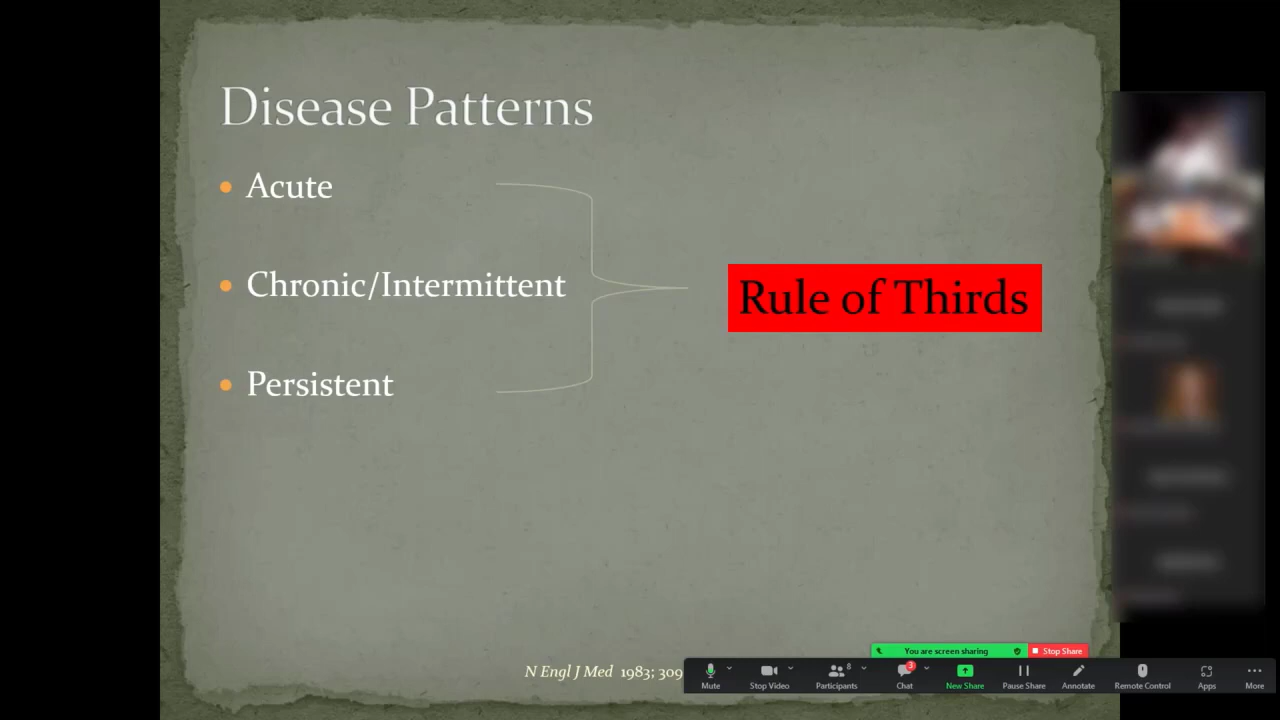 Disease Patterns
Acute
Chronic/Intermittent
Persistent
Rule of Thirds
N Engl J Med 1983; 309
You are screen sharing
Stop Share
8
3
Mute
Stop Video
Participants
Chat
New Share
Pause Share
Annotate
Remote Control
Apps
More